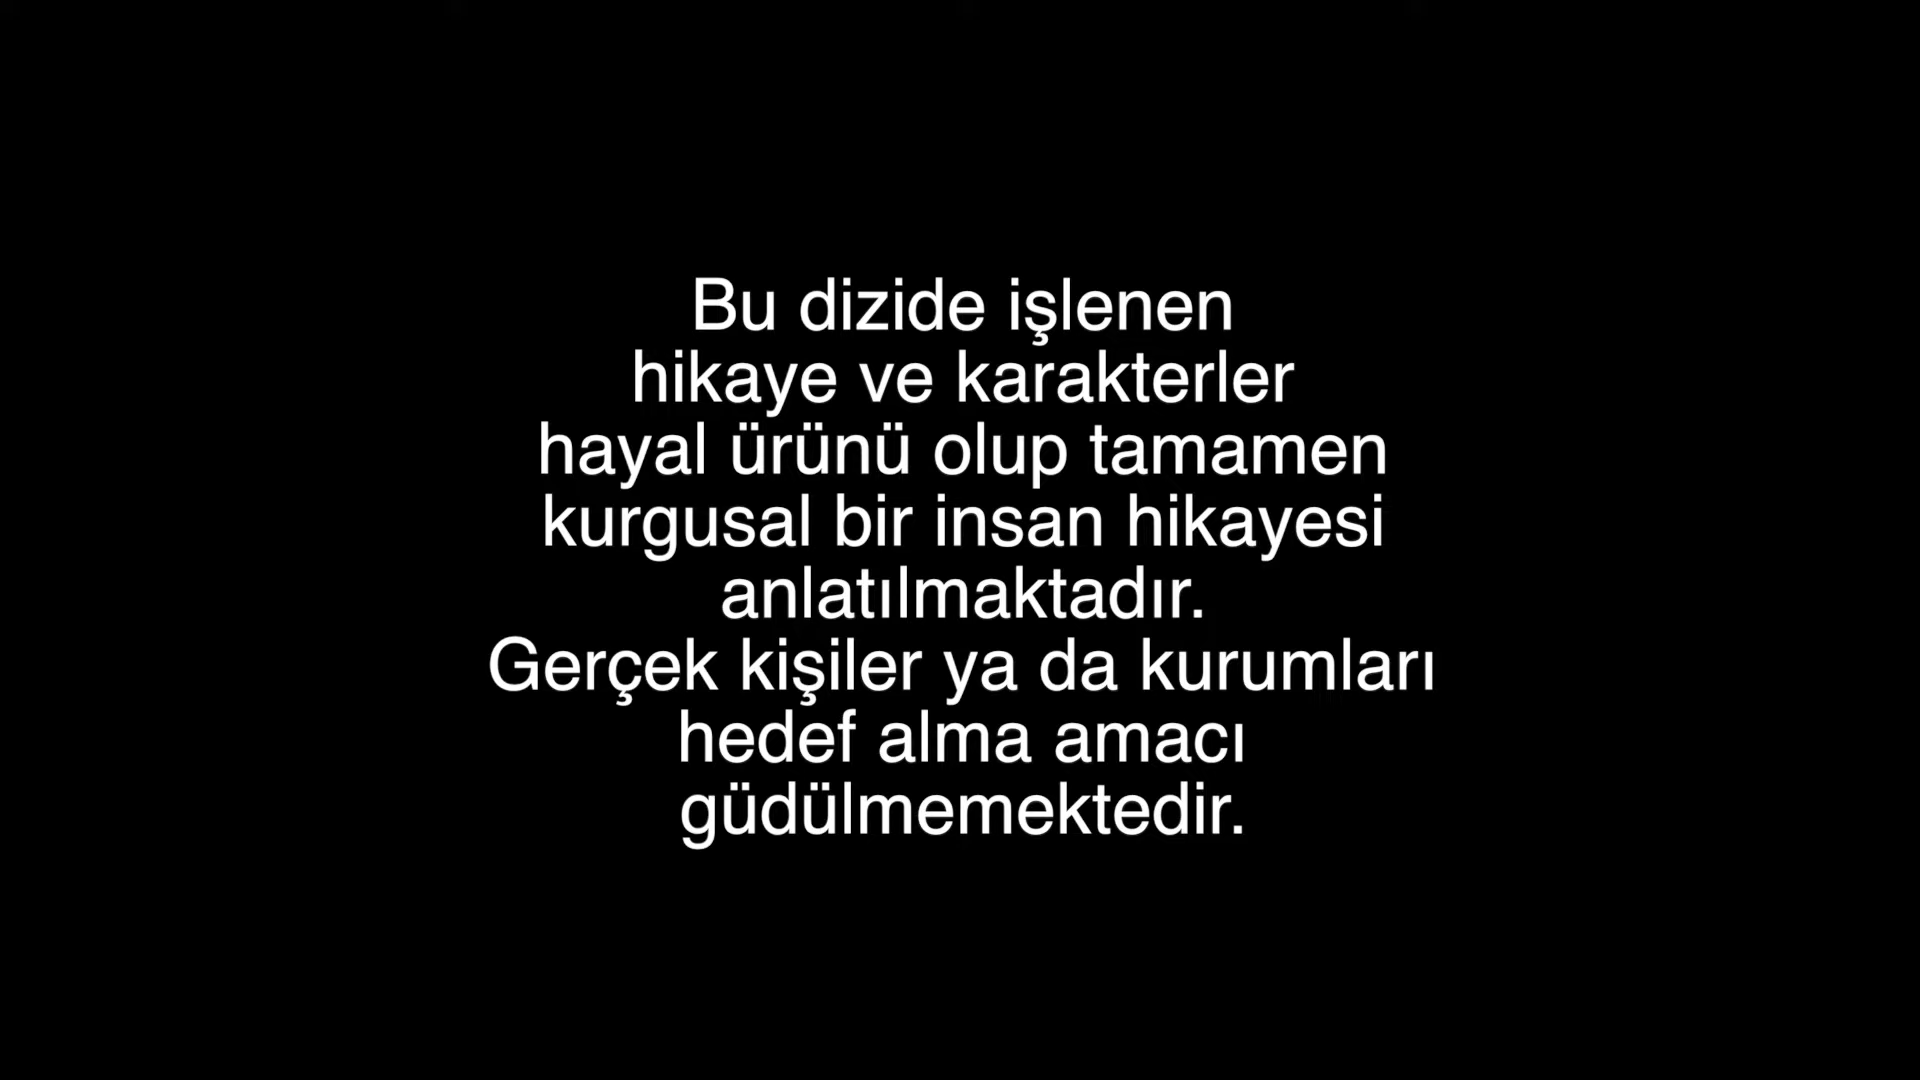 Bu dizide işlenen
hikaye ve karakterler
hayal ürünü olup tamamen
kurgusal bir insan hikayesi
anlatılmaktadır.
Gerçek kişiler ya da kurumları
hedef alma amacı
güdülmemektedir.